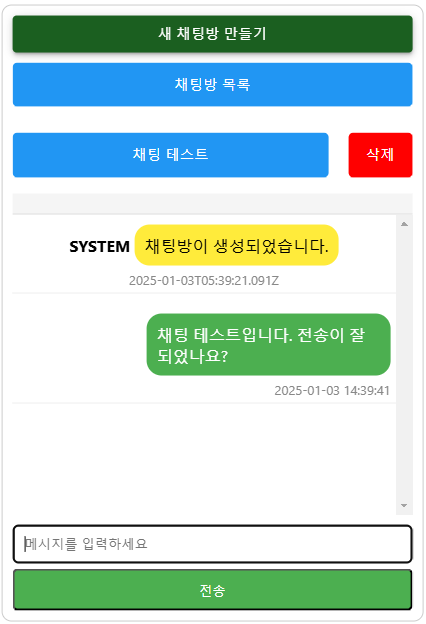 새 채팅방 만들기
채팅방 목록
채팅 테스트 삭제
SYSTEM 채팅방이 생성되었습니다.
2025-01-03T05:39:21.091Z
채팅 테스트입니다. 전송이 잘
되었나요?
2025-01-03 14:39:41
메시지를 입력하세요
전송